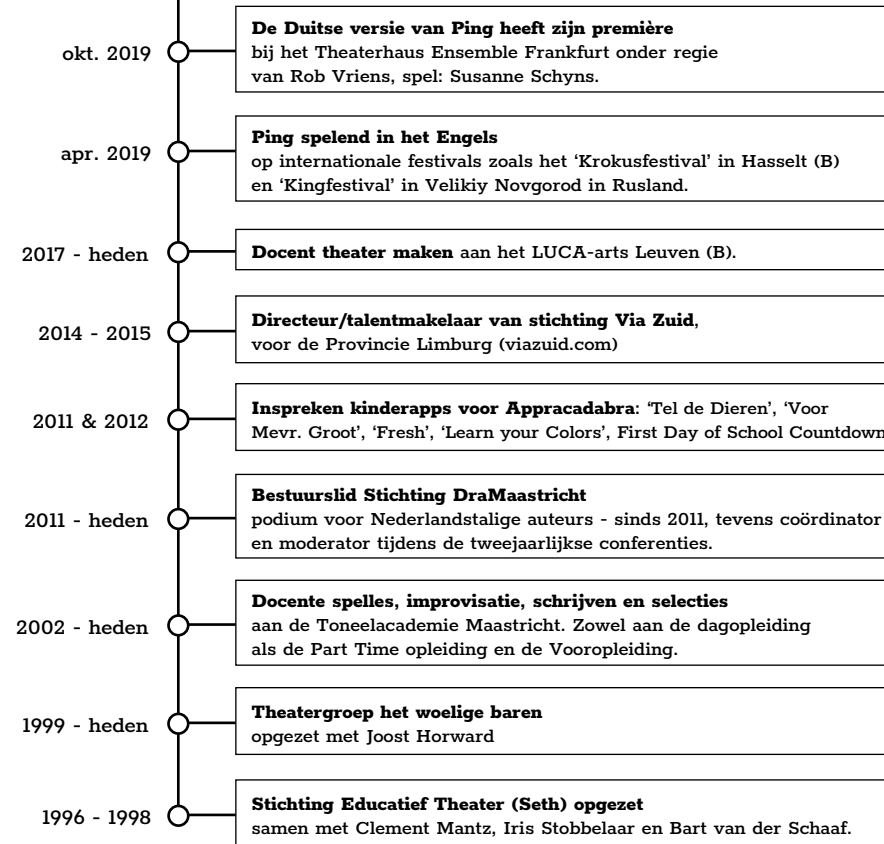 okt. 2019
De Duitse versie van Ping heeft zijn première
bij het Theaterhaus Ensemble Frankfurt onder regie
van Rob Vriens, spel: Susanne Schyns.
apr. 2019
Ping spelend in het Engels
op internationale festivals zoals het ‘Krokusfestival’ in Hasselt (B)
en ‘Kingfestival’ in Velikiy Novgorod in Rusland.
2017 - heden
Docent theater maken aan het LUCA-arts Leuven (B).
2014 - 2015
Directeur/talentmakelaar van stichting Via Zuid,
voor de Provincie Limburg (viazuid.com)
2011 & 2012
Inspreken kinderapps voor Appracadabra: ‘Tel de Dieren’, ‘Voor
Mevr. Groot’, ‘Fresh’, ‘Learn your Colors’, First Day of School Countdown
2011 - heden
Bestuurslid Stichting DraMaastricht
podium voor Nederlandstalige auteurs - sinds 2011, tevens coördinator
en moderator tijdens de tweejaarlijkse conferenties.
2002 - heden
Docente spelles, improvisatie, schrijven en selecties
aan de Toneelacademie Maastricht. Zowel aan de dagopleiding
als de Part Time opleiding en de Vooropleiding.
1999 - heden
Theatergroep het woelige baren
opgezet met Joost Horward
1996 - 1998
Stichting Educatief Theater (Seth) opgezet
samen met Clement Mantz, Iris Stobbelaar en Bart van der Schaaf.